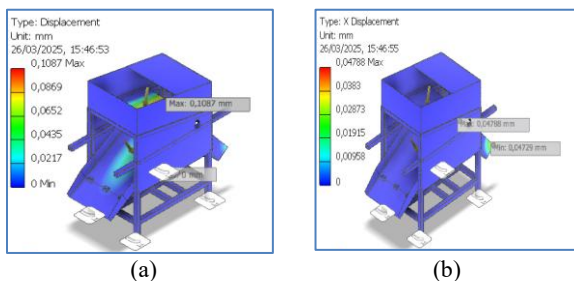 Type: Displacement
Unit: mm
26/03/2025, 15:46:53
0,1087 Max
0,0869
0,0652
0,0435
0,0217
0 Min
Max: 0,1087 mm
0 mm
(a)
Type: X Displacement
Unit: mm
26/03/2025, 15:46:55
0,04788 Max
0,0383
0,02873
0,01915
0,00958
0
0,04788 mm
Min: 0,04729 mm
(b)